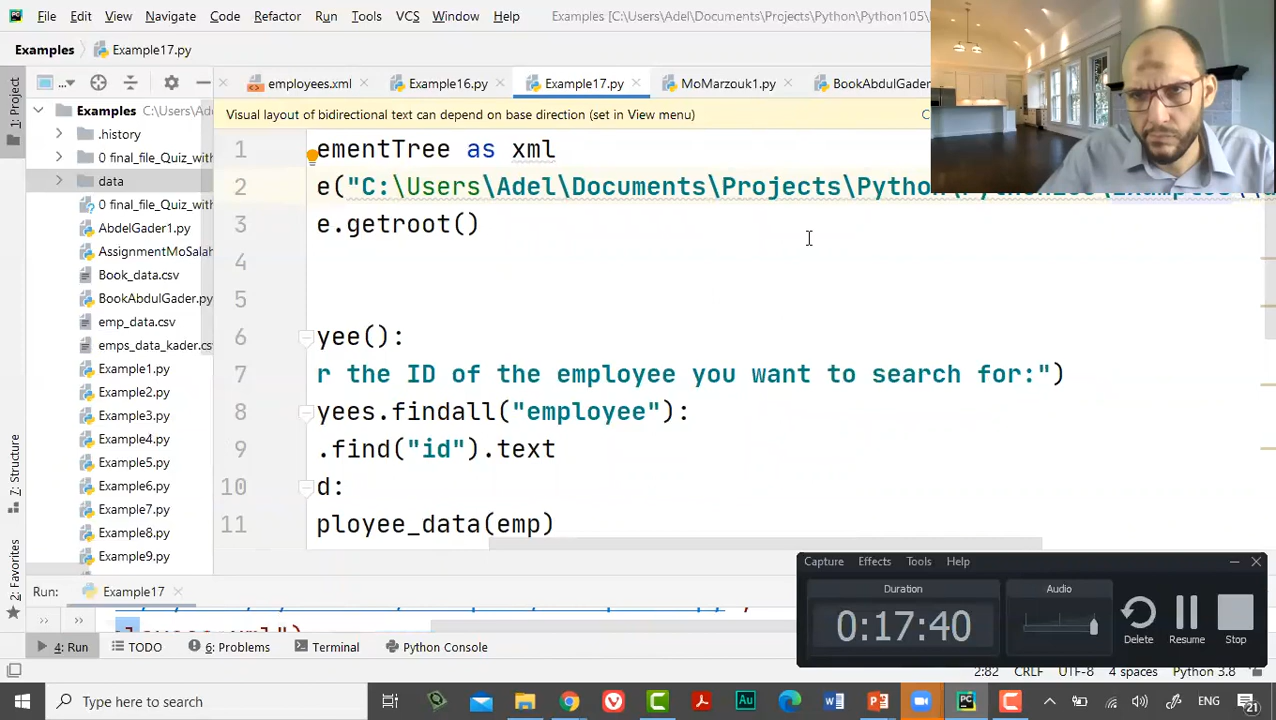 File Edit View Navigate Code Refactor Run Tools VCS Window Help Examples [C:\Users\Adel\Documents\Projects\Python\Python105\
Examples Example17.py
1: Project
employees.xml Example16.py Example17.py MoMarzouk1.py BookAbdulGader
Visual layout of bidirectional text can depend on base direction (set in View menu)
Examples C:\Users\Ad
.history
0 final_file_Quiz_with
data
0 final_file_Quiz_with
AbdelGader1.py
AssignmentMoSalah
Book_data.csv
BookAbdulGader.py
emp_data.csv
emps_data_kader.cs
Example1.py
Example2.py
Example3.py
Example4.py
Example5.py
Example6.py
Example7.py
Example8.py
Example9.py
1 ementTree as xml
2 e("C:\Users\Adel\Documents\Projects\Python\
3 e.getroot()
4
5
6 yee():
7 r the ID of the employee you want to search for:")
8 yees.findall("employee"):
9 .find("id").text
10 d:
11 ployee_data(emp)
7: Structure
2: Favorites
Run: Example17
4: Run TODO 6: Problems Terminal Python Console
Capture Effects Tools Help
Duration
0:17:40
Audio
Delete Resume Stop
2:82 CRLF UTF-8 4 spaces Python 3.8
Type here to search
ENG
21